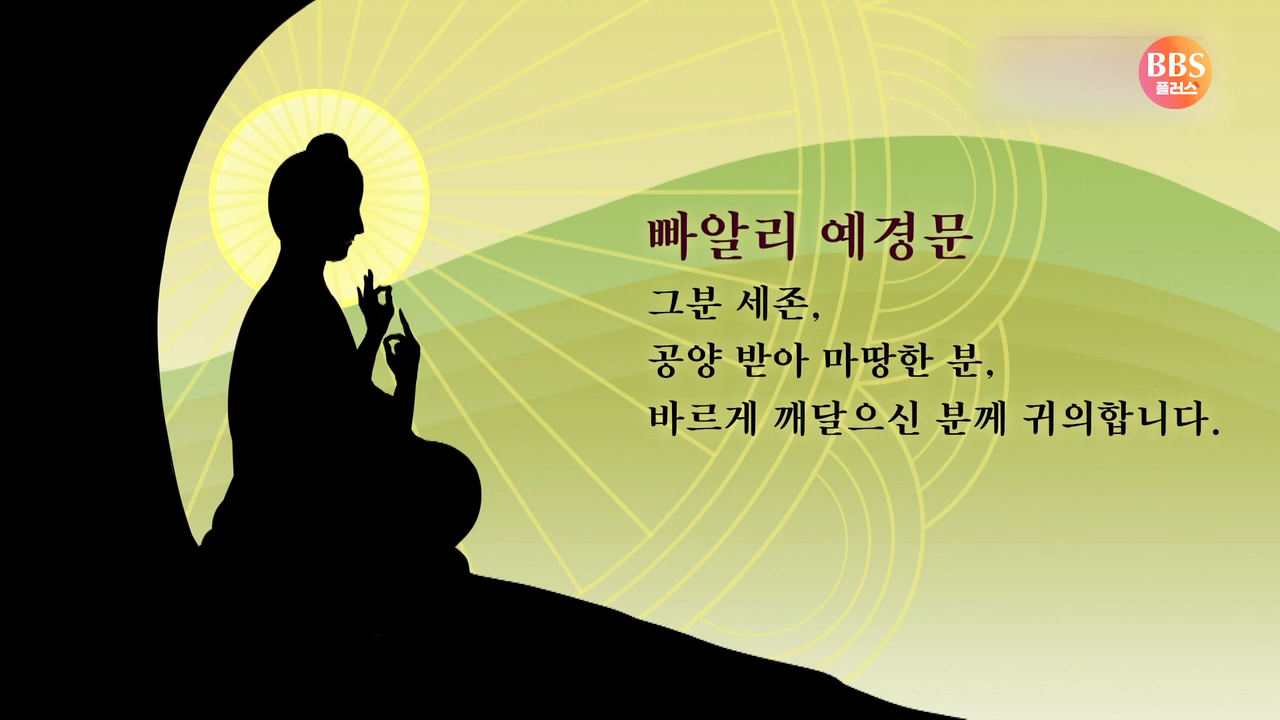 BBS
플러스
빠알리 예경문
그분 세존,
공양 받아 마땅한 분,
바르게 깨달으신 분께 귀의합니다.